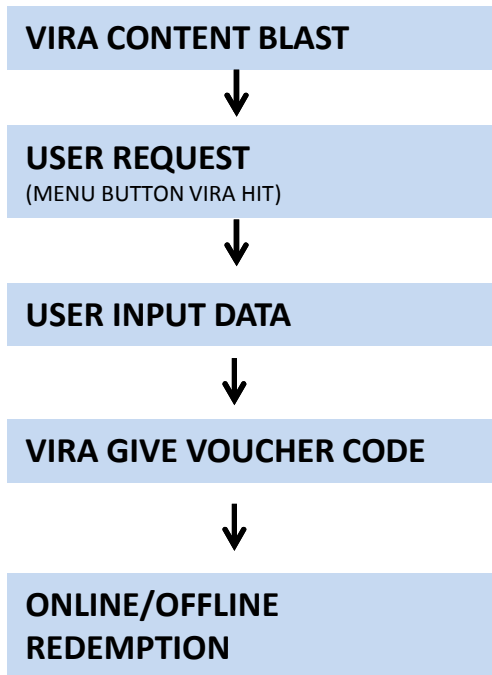 VIRA CONTENT BLAST
USER REQUEST
(MENU BUTTON VIRA HIT)
USER INPUT DATA
VIRA GIVE VOUCHER CODE
ONLINE/OFFLINE
REDEMPTION